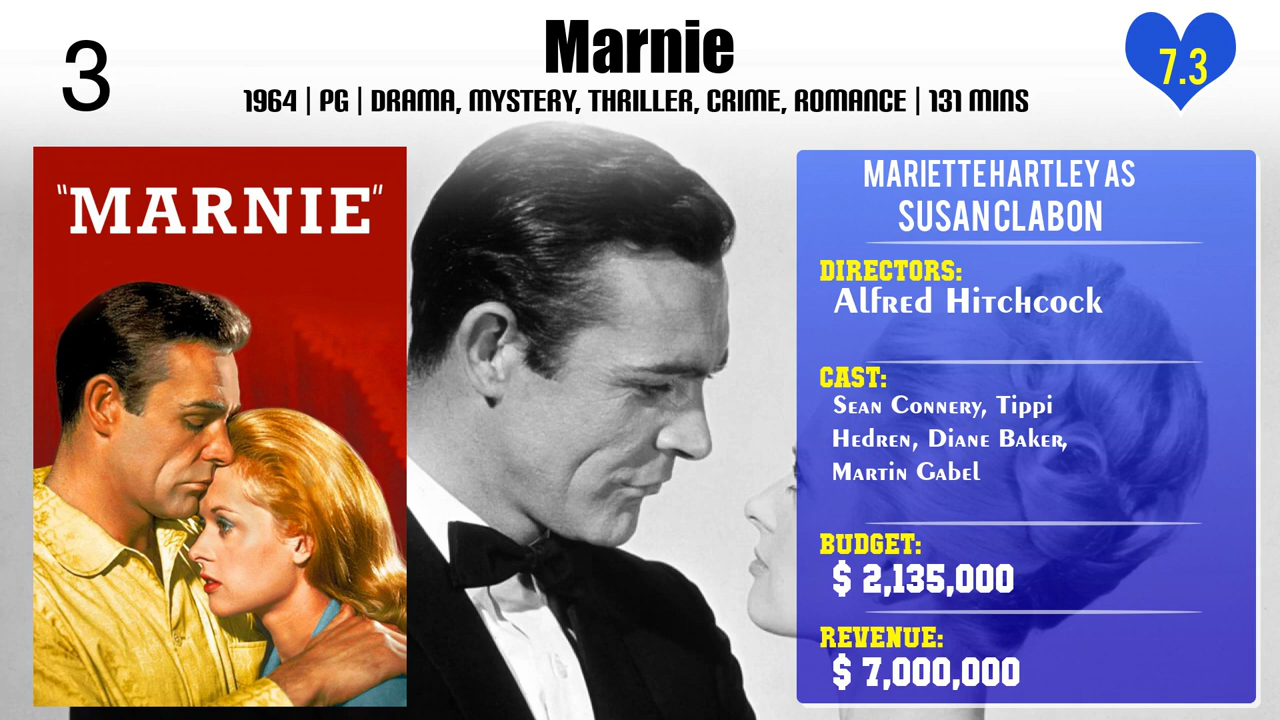 3
Marnie
7.3
1964 | PG | DRAMA, MYSTERY, THRILLER, CRIME, ROMANCE | 131 MINS
"MARNIE"
MARIETTE HARTLEY AS
SUSAN CLABON
DIRECTORS:
Alfred Hitchcock
CAST:
Sean Connery, Tippi
Hedren, Diane Baker,
Martin Gabel
BUDGET:
$ 2,135,000
REVENUE:
$ 7,000,000